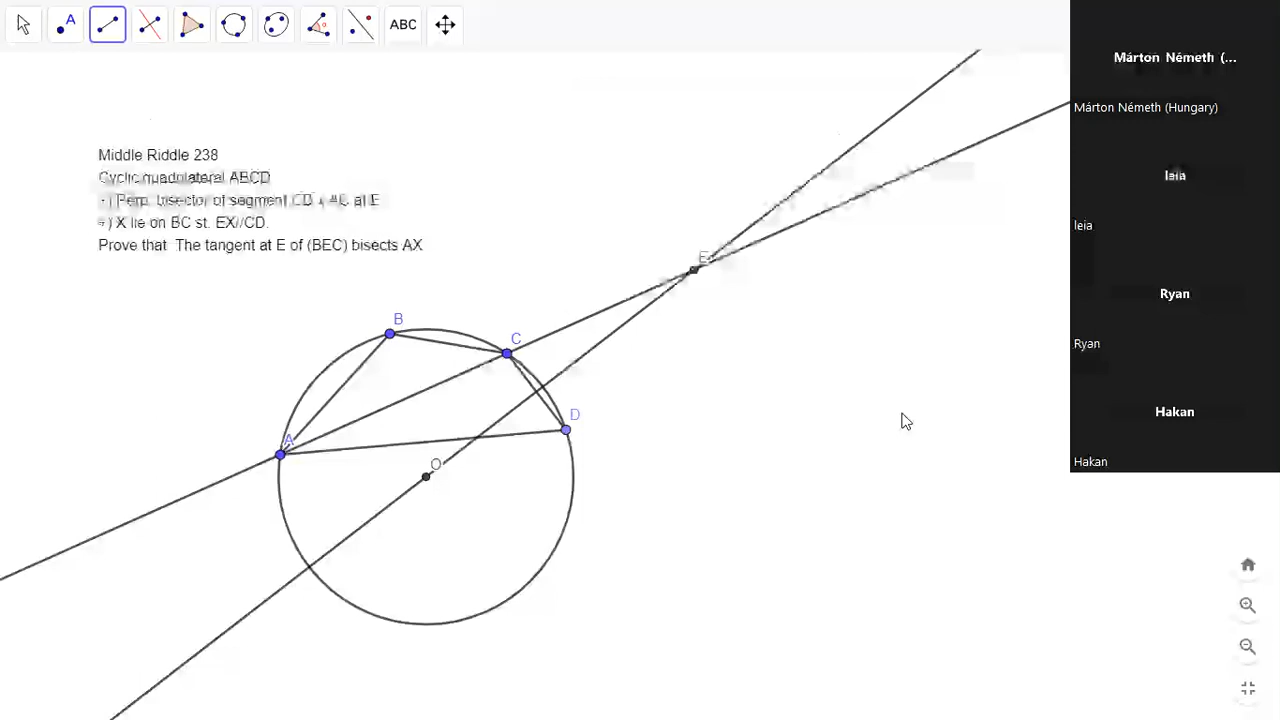 A
ABC
Middle Riddle 238
Cyclic quadrilateral ABCD
Perp. bisector of segment CD AC at E
) X lie on BC st. EX//CD.
Prove that The tangent at E of (BEC) bisects AX
E
B
C
D
A
O
Márton Németh (...
Márton Németh (Hungary)
leia
leia
Ryan
Ryan
Hakan
Hakan